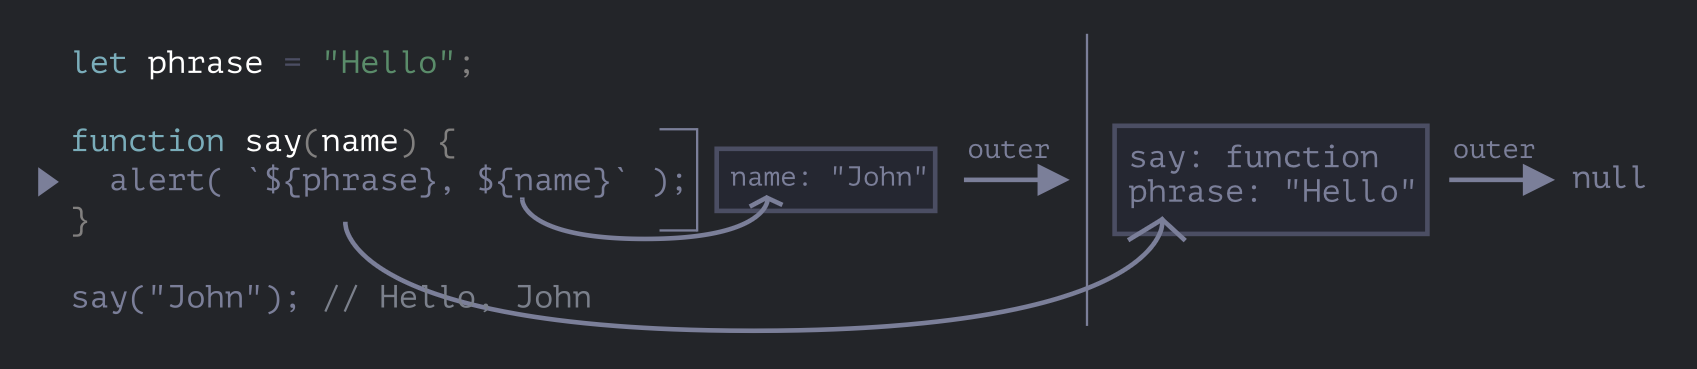 let phrase = "Hello";
function say(name) {
alert( `${phrase}, ${name}` );
}
say("John"); // Hello, John
name: "John"
outer
say: function
phrase: "Hello"
outer
null